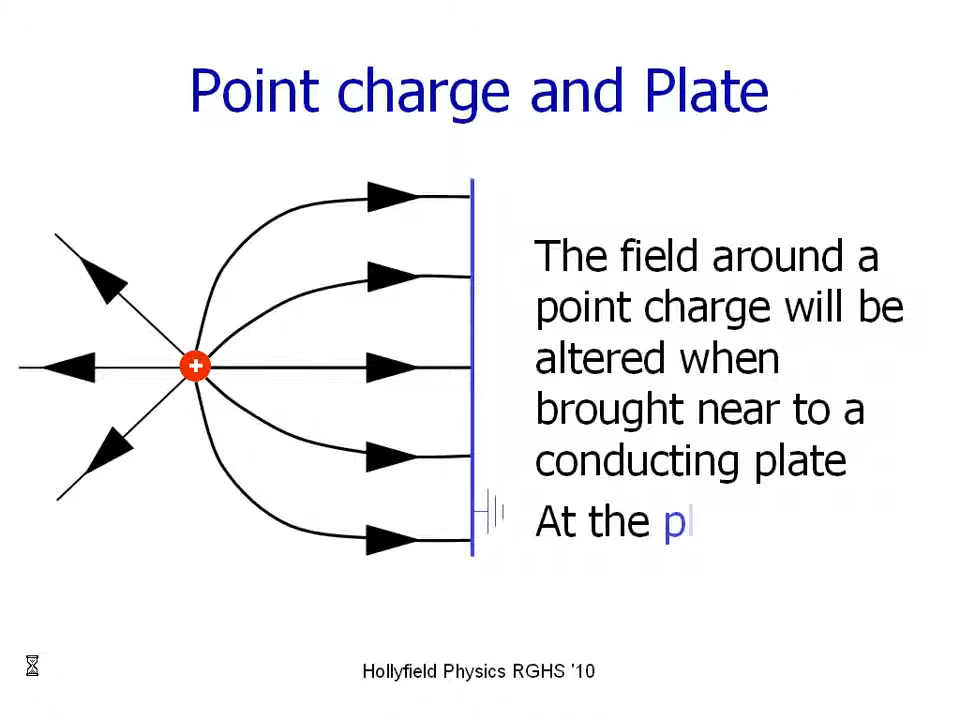 Point charge and Plate
+
The field around a
point charge will be
altered when
brought near to a
conducting plate
At the pl
Hollyfield Physics RGHS '10